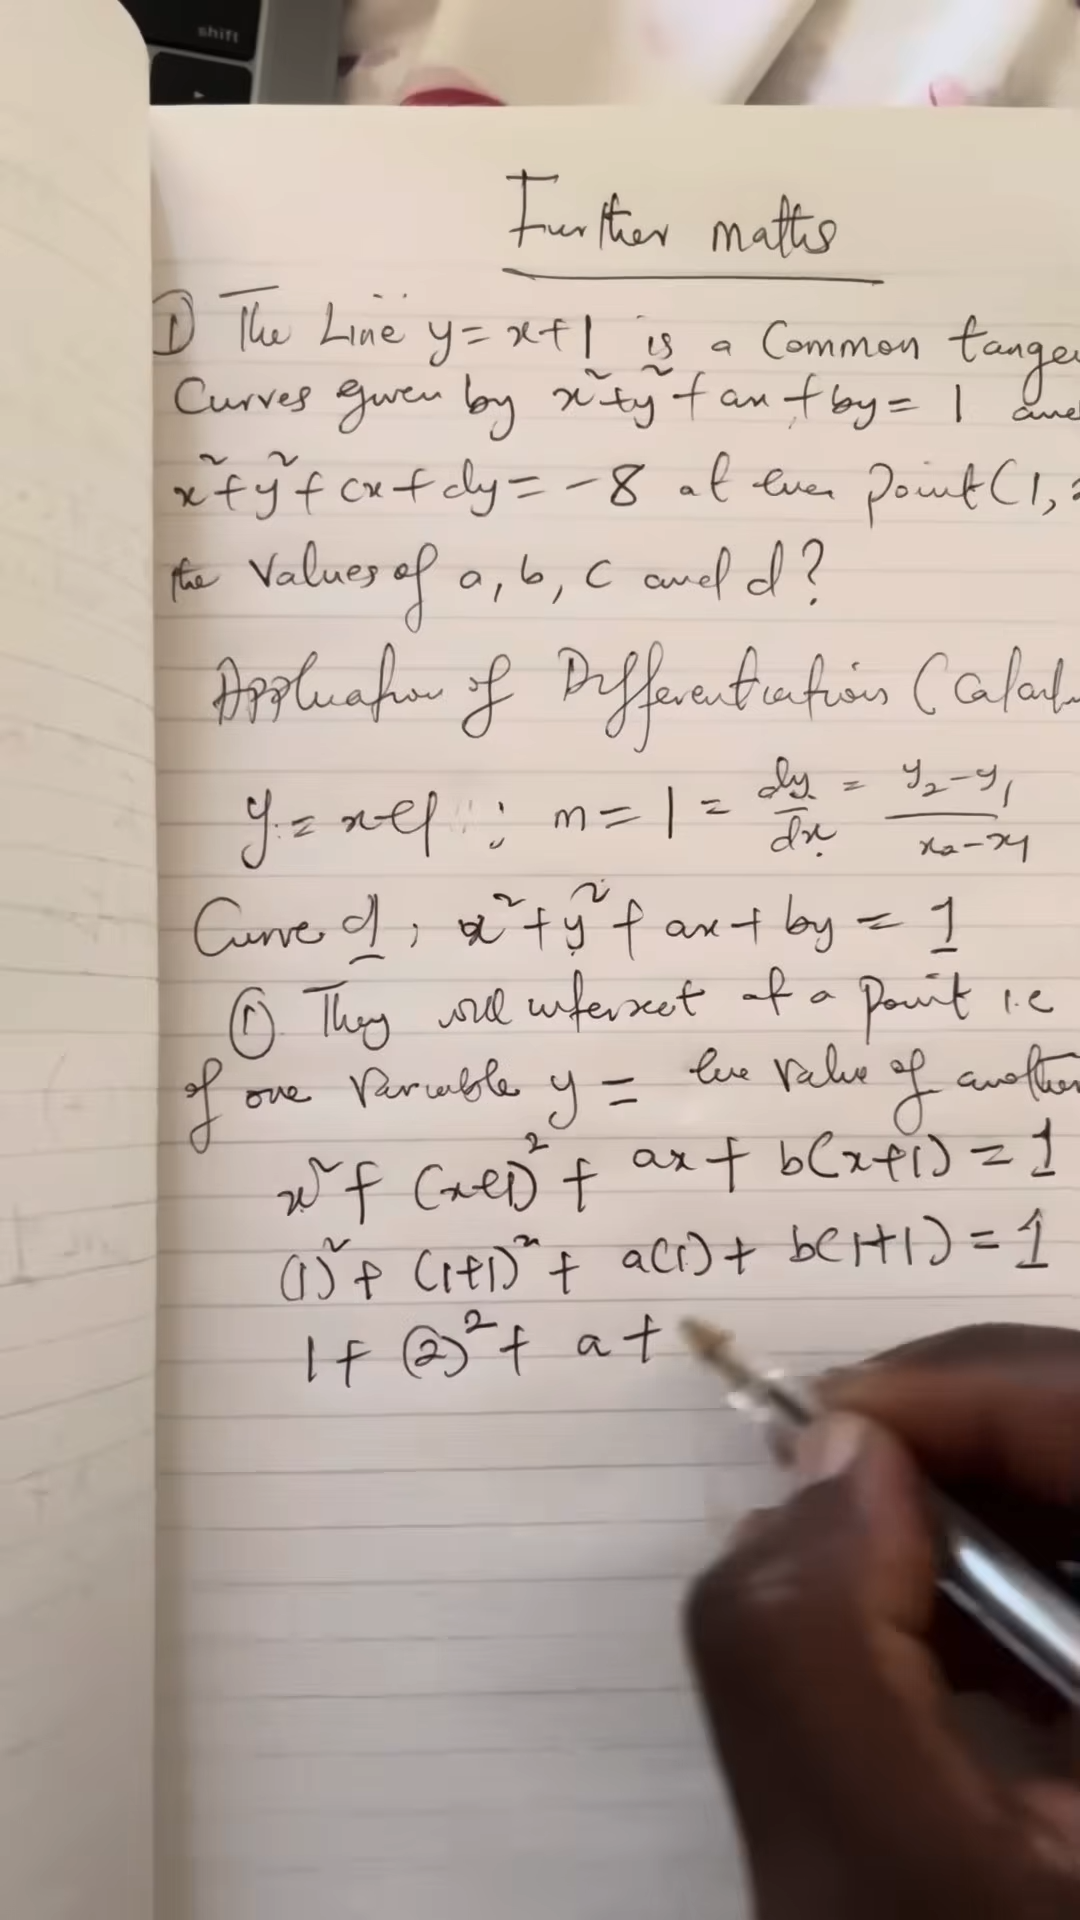 shift
Further maths
① The Line y = x+1 is a Common tange
Curves given by x²+y²+ax+by = 1 and
x²+y²+cx+dy = -8 at the Point (1, 2
the Values of a, b, c and d?
Application of Differentiation (Calcul
y = x+1 ; m = 1 = dy/dx = y₂-y₁/x₂-x₁
Curve 1, x²+y²+ax+by = 1
① They will intersect at a Point i.e
of one Variable y = the Value of another
x²+(x+1)²+ax+b(x+1) = 1
(1)²+(1+1)²+a(1)+b(1+1) = 1
1+(2)²+a+